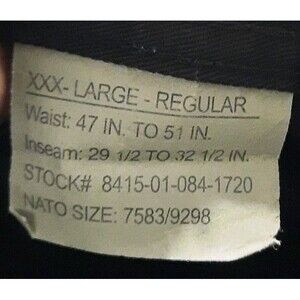 XXX- LARGE - REGULAR
Waist: 47 IN. TO 51 IN.
Inseam: 29 1/2 TO 32 1/2 IN.
STOCK# 8415-01-084-1720
NATO SIZE: 7583/9298